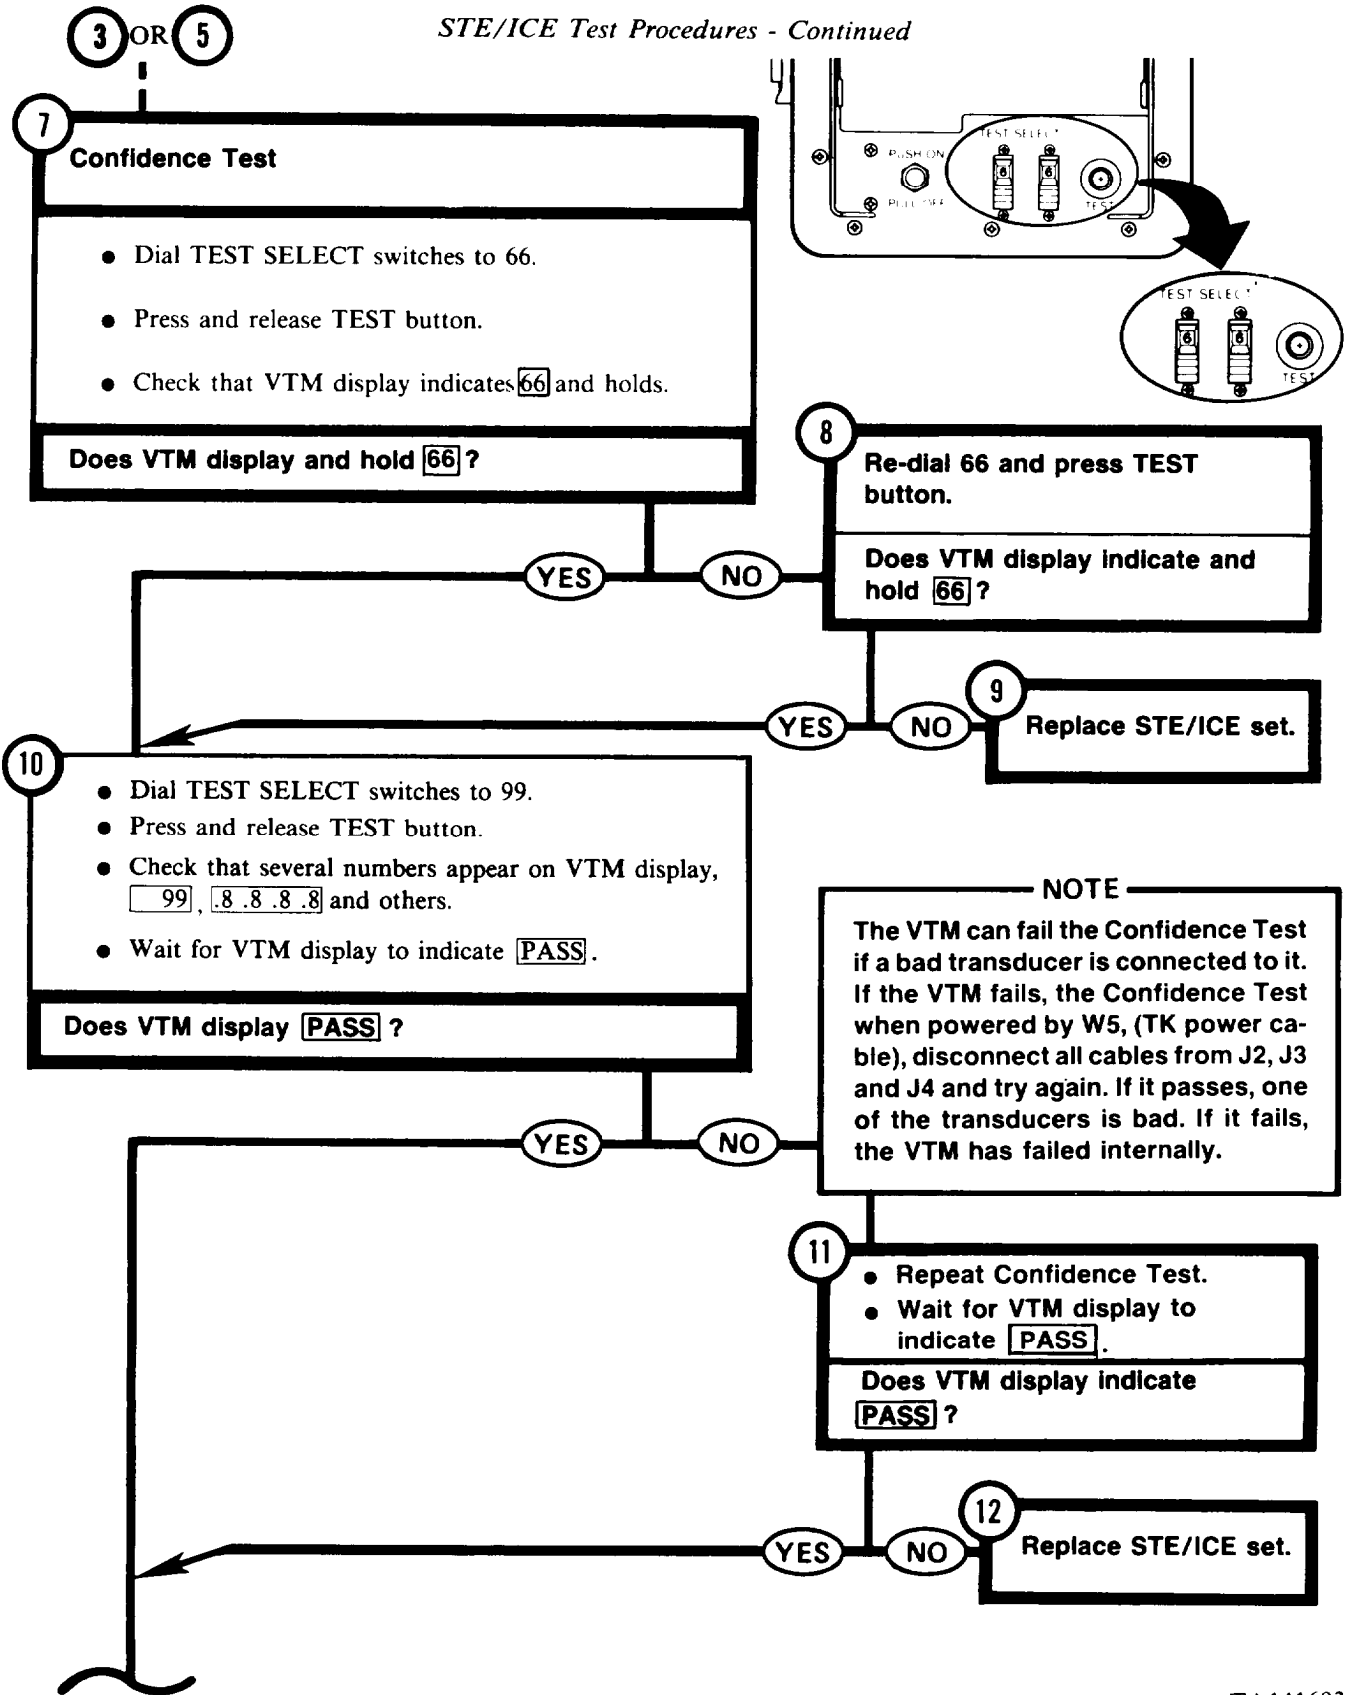 3 OR 5
STE/ICE Test Procedures - Continued
7
Confidence Test
● Dial TEST SELECT switches to 66.
● Press and release TEST button.
● Check that VTM display indicates 66 and holds.
Does VTM display and hold 66 ?
TEST SELECT
PUSH ON
PULL OFF
6 6
TEST
TEST SELECT
6 6
TEST
YES
NO
8
Re-dial 66 and press TEST
button.
Does VTM display indicate and
hold 66 ?
YES
NO
9
Replace STE/ICE set.
10
● Dial TEST SELECT switches to 99.
● Press and release TEST button.
● Check that several numbers appear on VTM display,
99 , .8 .8 .8 .8 and others.
● Wait for VTM display to indicate PASS .
Does VTM display PASS ?
YES
NO
NOTE
The VTM can fail the Confidence Test
if a bad transducer is connected to it.
If the VTM fails, the Confidence Test
when powered by W5, (TK power ca-
ble), disconnect all cables from J2, J3
and J4 and try again. If it passes, one
of the transducers is bad. If it fails,
the VTM has failed internally.
11
● Repeat Confidence Test.
● Wait for VTM display to
indicate PASS .
Does VTM display indicate
PASS ?
YES
NO
12
Replace STE/ICE set.